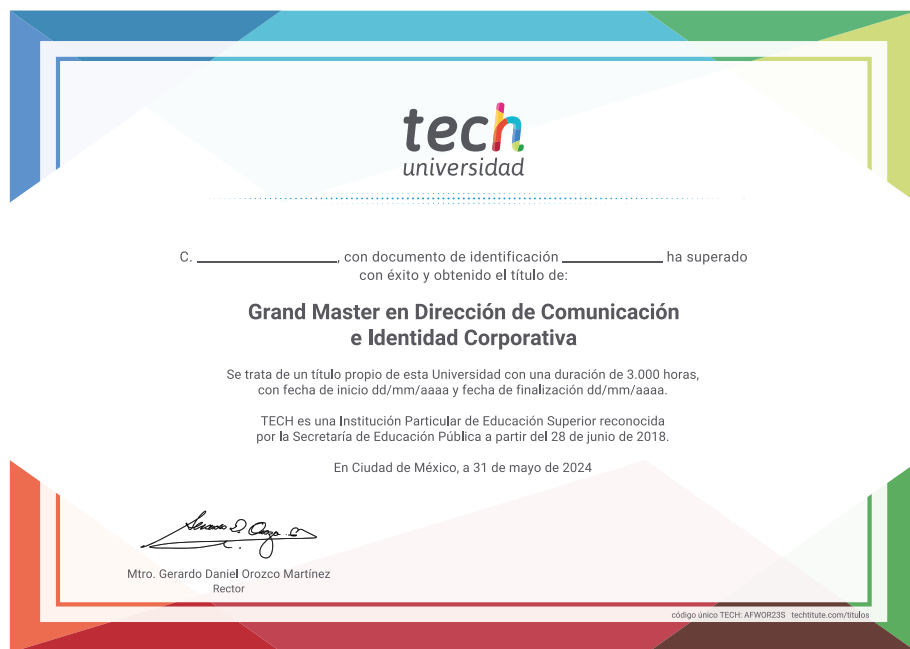 tech
universidad
C. ____________, con documento de identificación ____________ ha superado
con éxito y obtenido el título de:
Grand Master en Dirección de Comunicación
e Identidad Corporativa
Se trata de un título propio de esta Universidad con una duración de 3.000 horas,
con fecha de inicio dd/mm/aaaa y fecha de finalización dd/mm/aaaa.
TECH es una Institución Particular de Educación Superior reconocida
por la Secretaría de Educación Pública a partir del 28 de junio de 2018.
En Ciudad de México, a 31 de mayo de 2024
Mtro. Gerardo Daniel Orozco Martínez
Rector
código único TECH: AFWOR23S techtitute.com/titulos